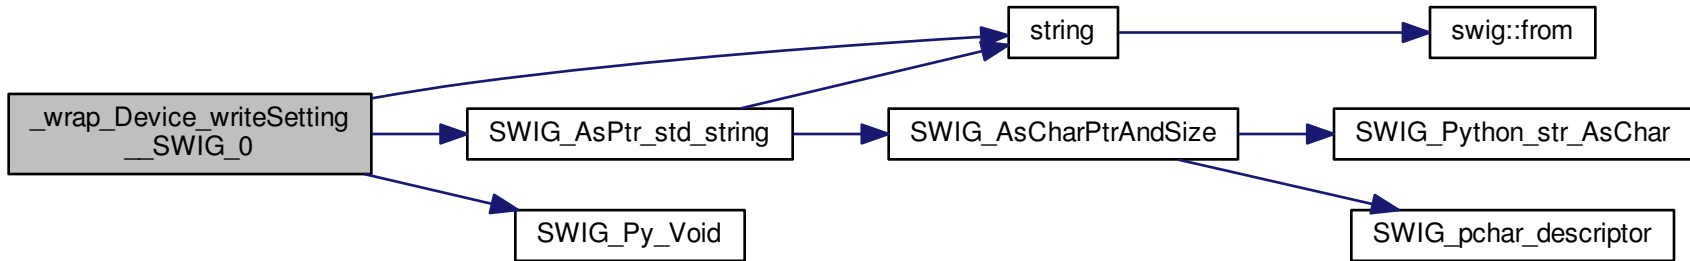 _wrap_Device_writeSetting
__SWIG_0
string
swig::from
SWIG_AsPtr_std_string
SWIG_AsCharPtrAndSize
SWIG_Python_str_AsChar
SWIG_Py_Void
SWIG_pchar_descriptor